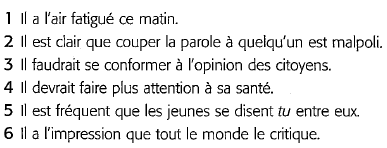 1 Il a l'air fatigué ce matin.
2 Il est clair que couper la parole à quelqu'un est malpoli.
3 Il faudrait se conformer à l'opinion des citoyens.
4 Il devrait faire plus attention à sa santé.
5 Il est fréquent que les jeunes se disent tu entre eux.
6 Il a l'impression que tout le monde le critique.